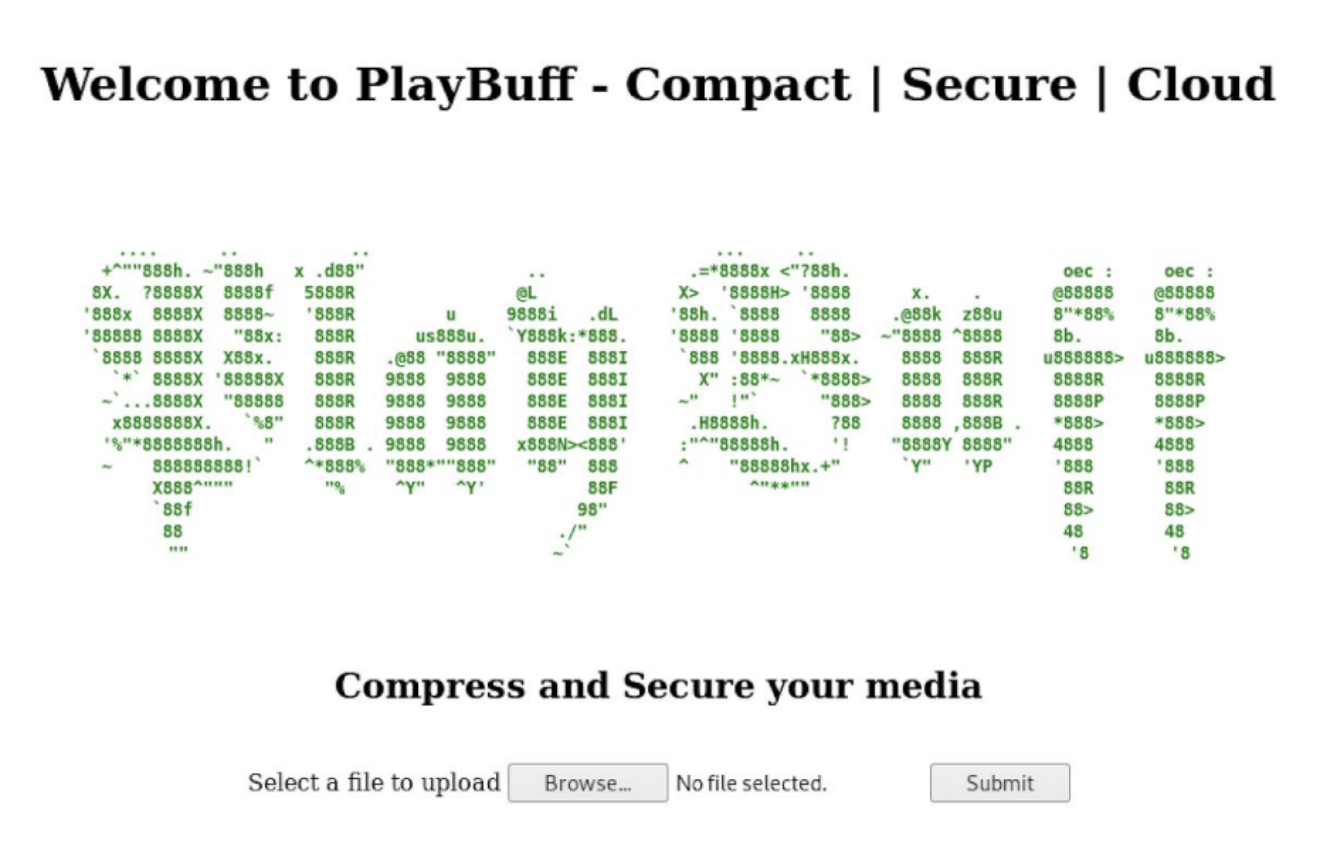 Welcome to PlayBuff - Compact | Secure | Cloud
PlayBuff
Compress and Secure your media
Select a file to upload Browse... No file selected. Submit